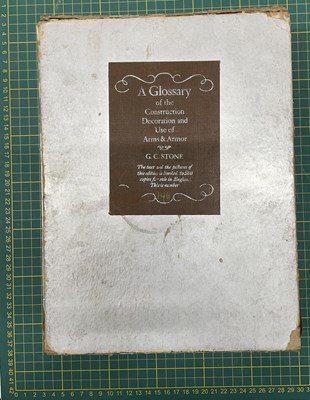 A Glossary
of the
Construction
Decoration and
Use of
Arms & Armor
G. C. STONE
The text and the pictures of
this edition is limited to
copies for sale in England
This is number